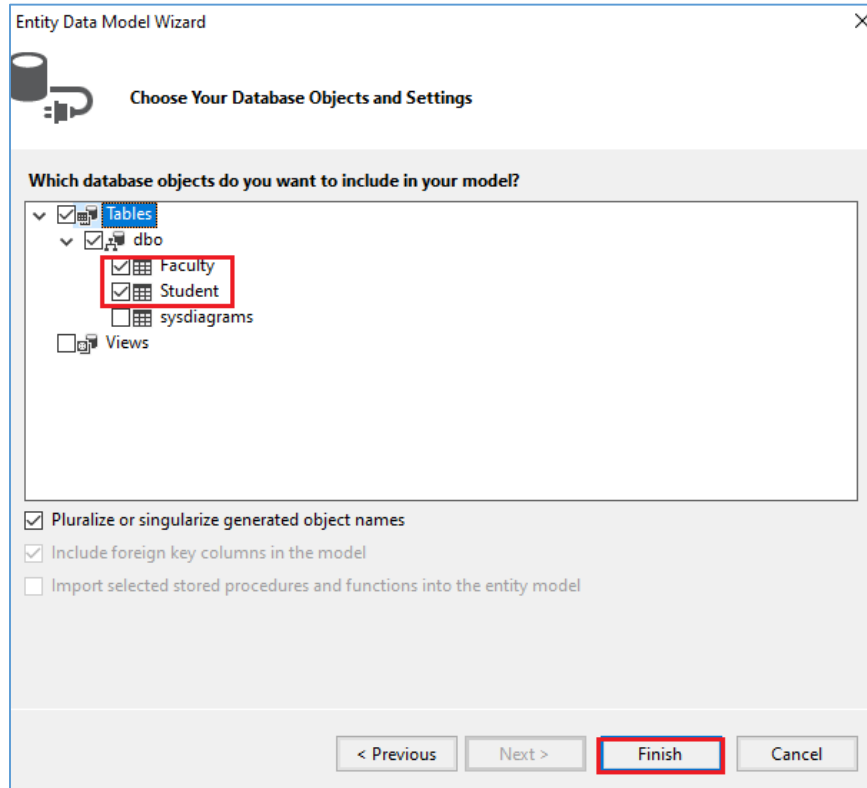 Entity Data Model Wizard
Choose Your Database Objects and Settings
Which database objects do you want to include in your model?
Tables
dbo
Faculty
Student
sysdiagrams
Views
Pluralize or singularize generated object names
Include foreign key columns in the model
Import selected stored procedures and functions into the entity model
< Previous Next > Finish Cancel